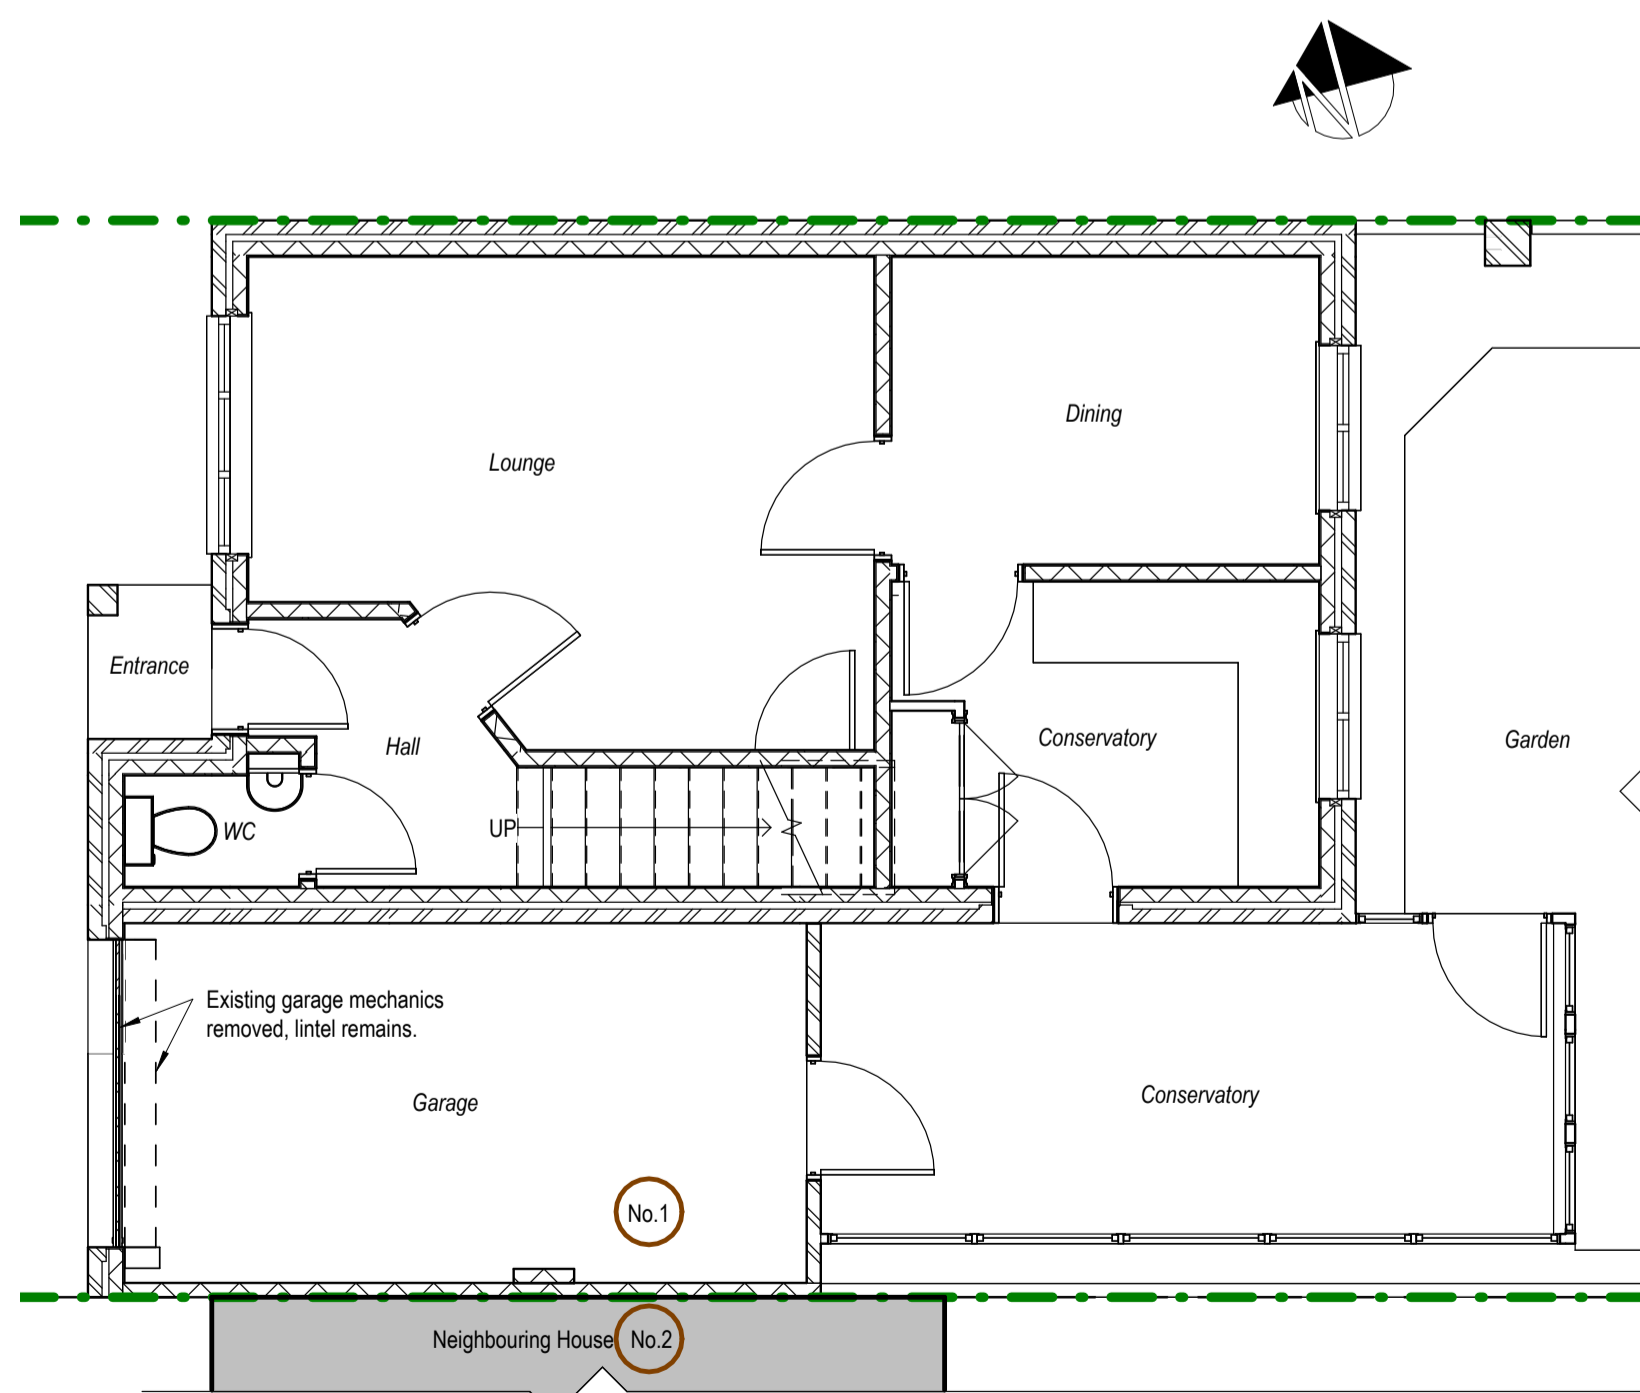 N
Dining
Lounge
Entrance
Hall
Conservatory
Garden
WC
UP
Existing garage mechanics
removed, lintel remains.
Garage
Conservatory
No.1
Neighbouring House
No.2